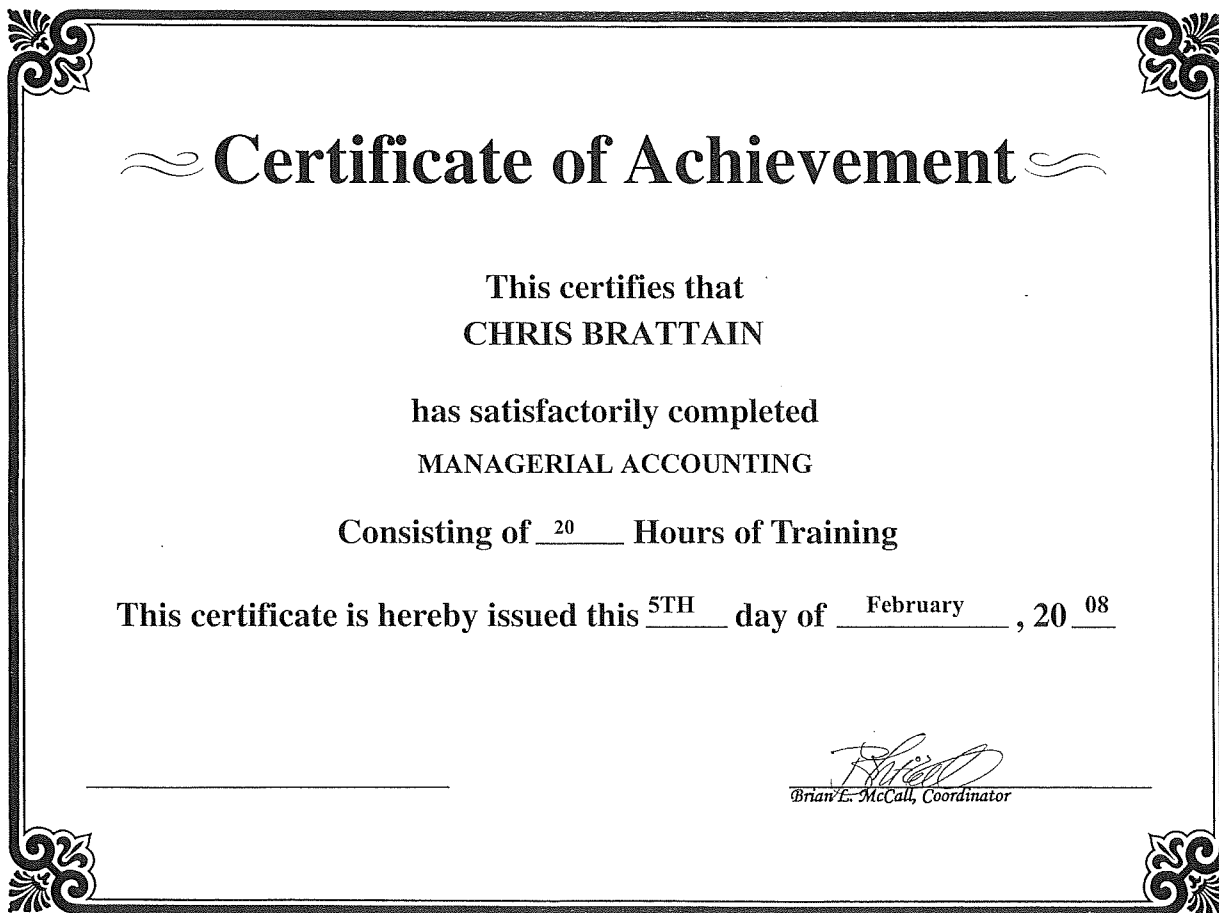 Certificate of Achievement
This certifies that
CHRIS BRATTAIN
has satisfactorily completed
MANAGERIAL ACCOUNTING
Consisting of 20 Hours of Training
This certificate is hereby issued this 5TH day of February, 20 08
Brian L. McCall, Coordinator